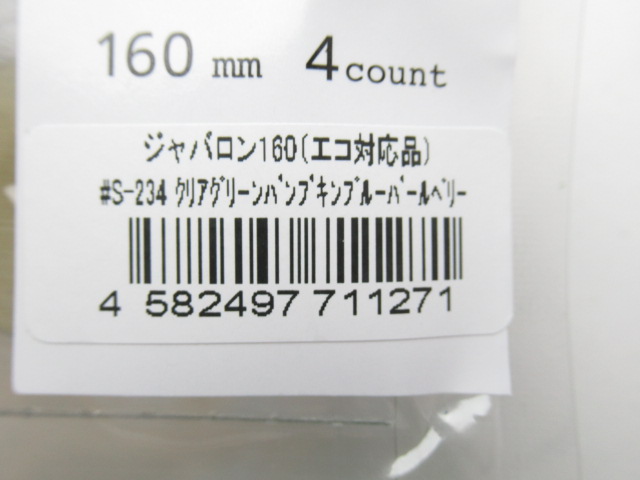 160 mm 4 count
ジャバロン160(エコ対応品)
#S-234 クリアグリーンパンプキンブルーパールベリー
4 582497 711271